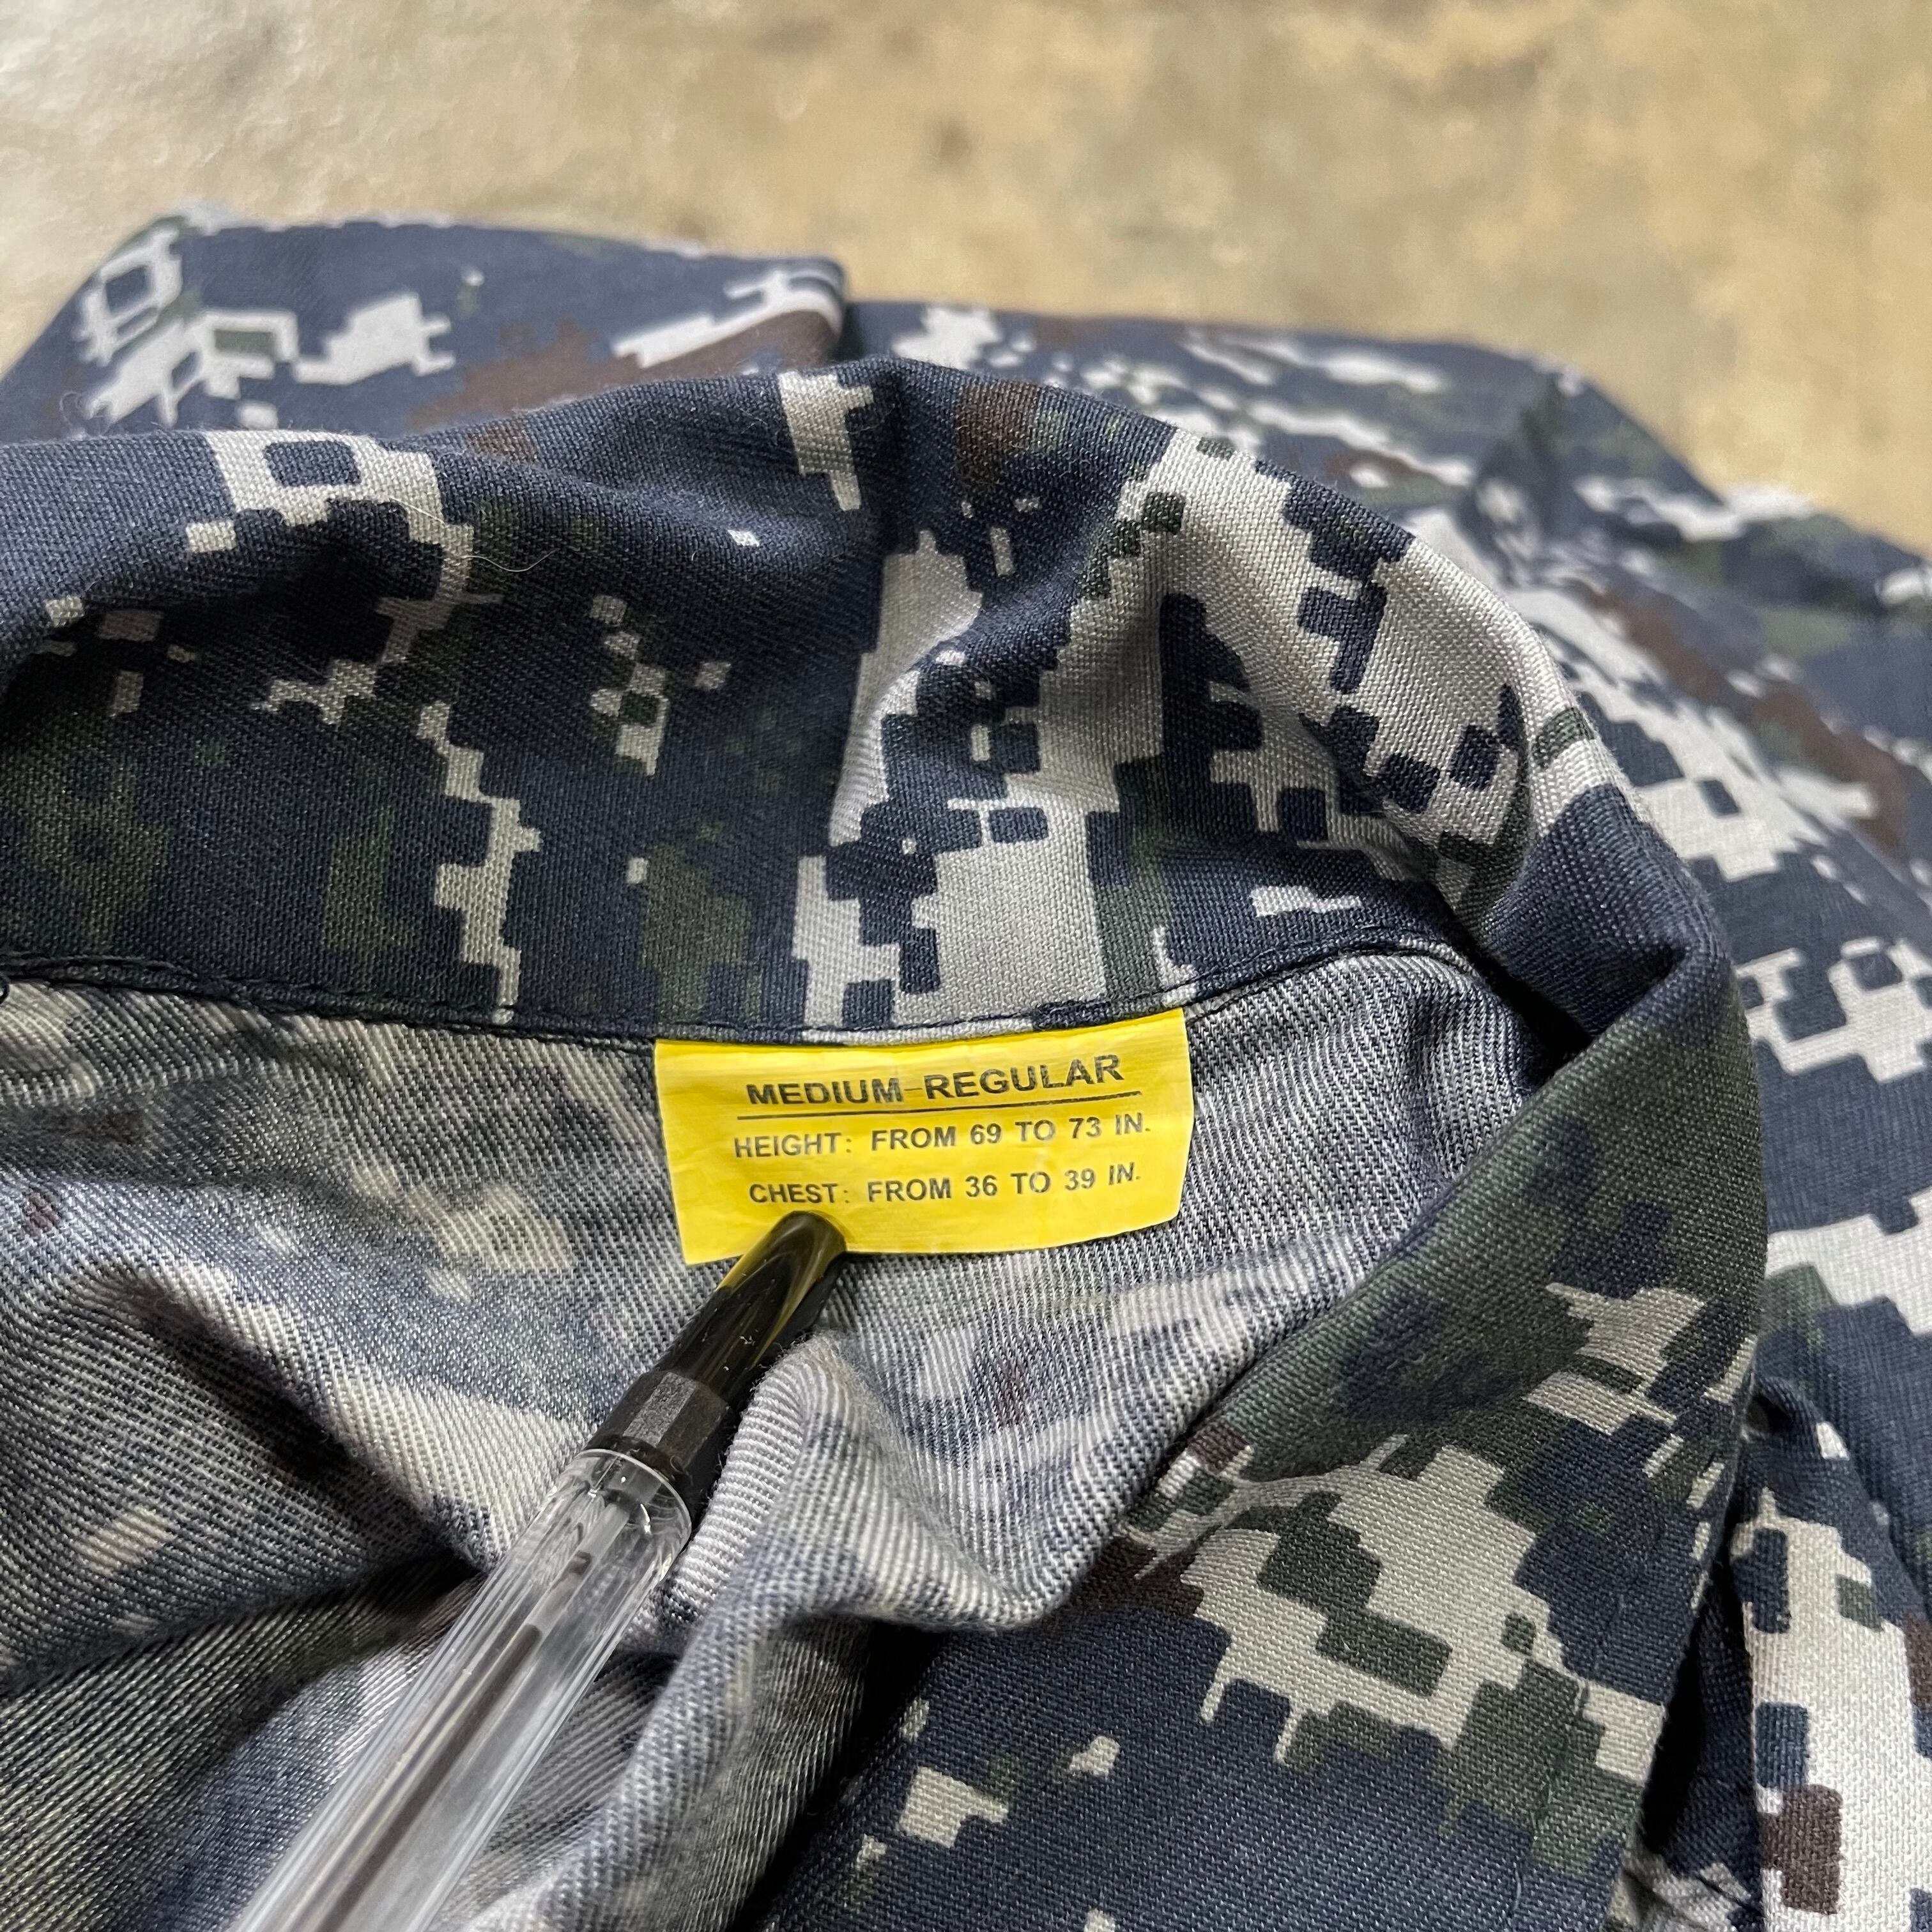 MEDIUM-REGULAR
HEIGHT: FROM 69 TO 73 IN.
CHEST: FROM 36 TO 39 IN.